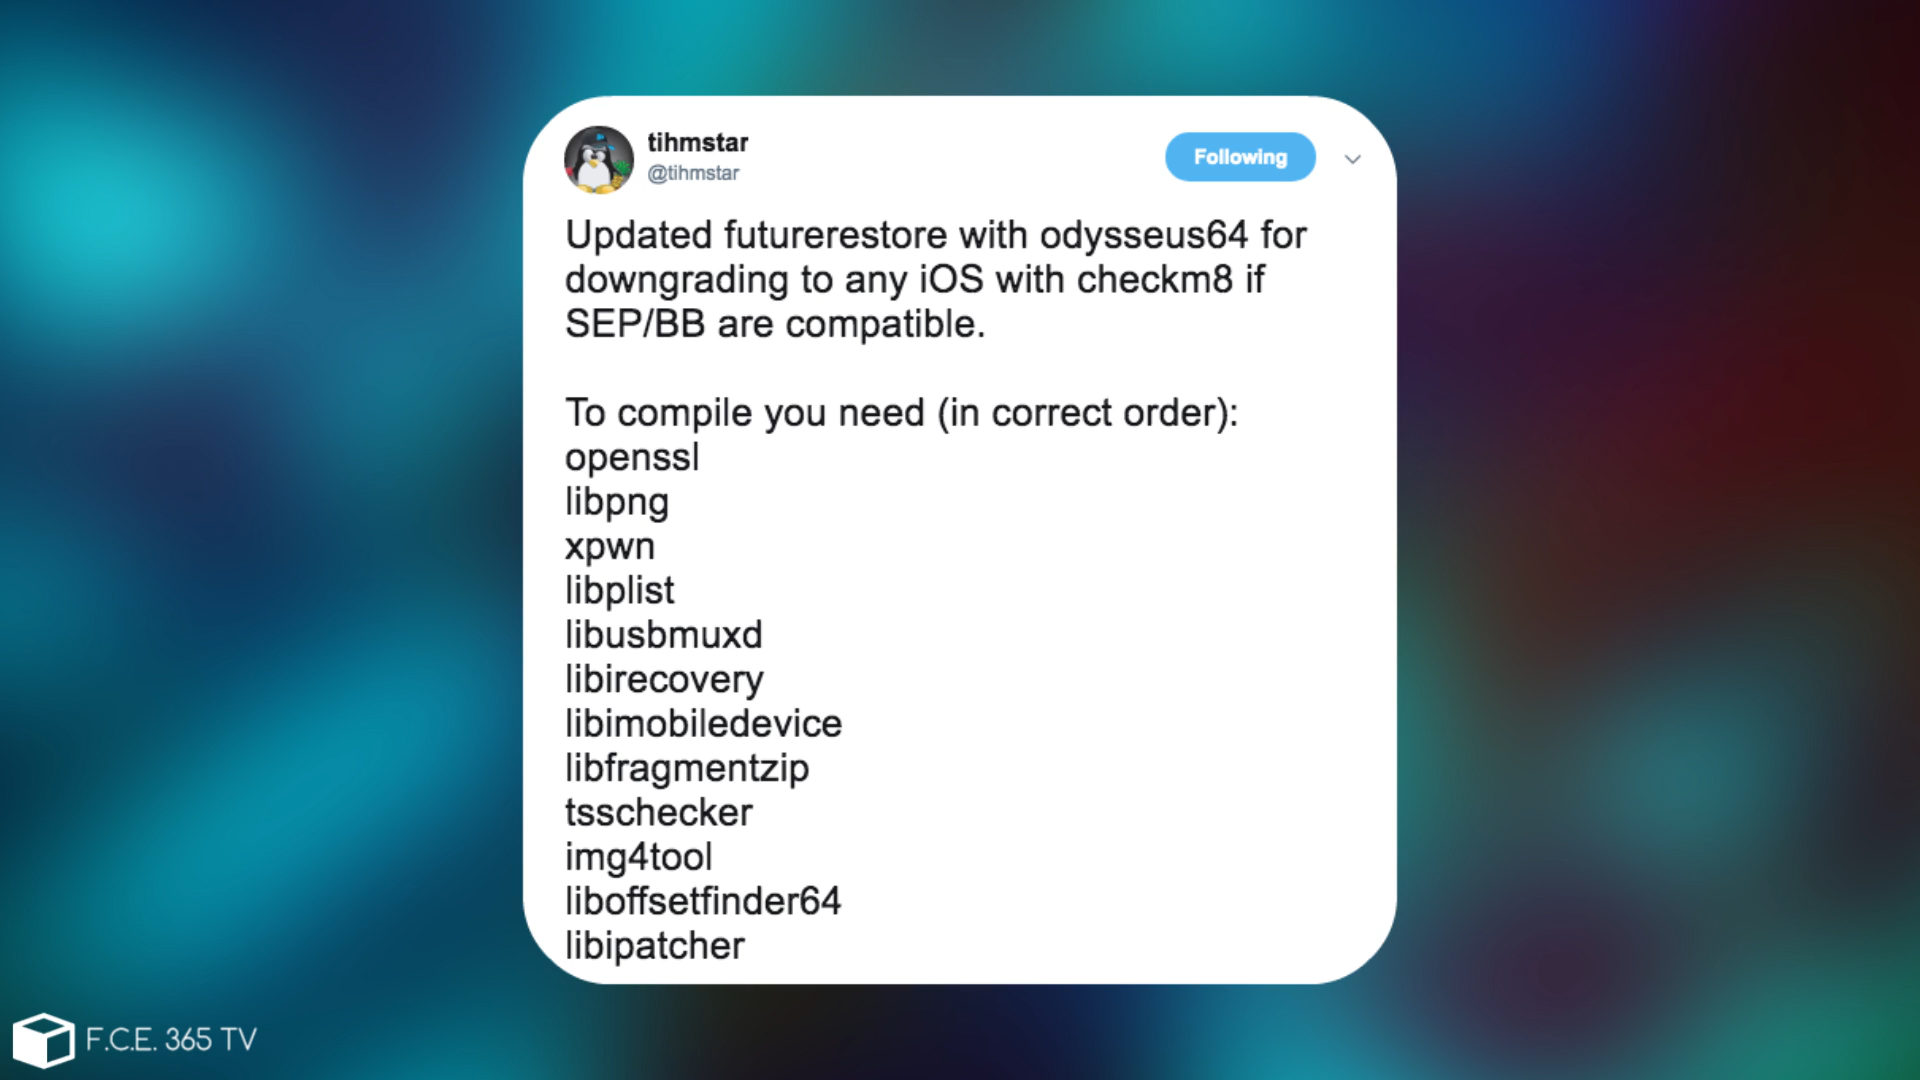 tihmstar
@tihmstar
Following
Updated futurerestore with odysseus64 for
downgrading to any iOS with checkm8 if
SEP/BB are compatible.
To compile you need (in correct order):
openssl
libpng
xpwn
libplist
libusbmuxd
libirecovery
libimobiledevice
libfragmentzip
tsschecker
img4tool
liboffsetfinder64
libipatcher
F.C.E. 365 TV